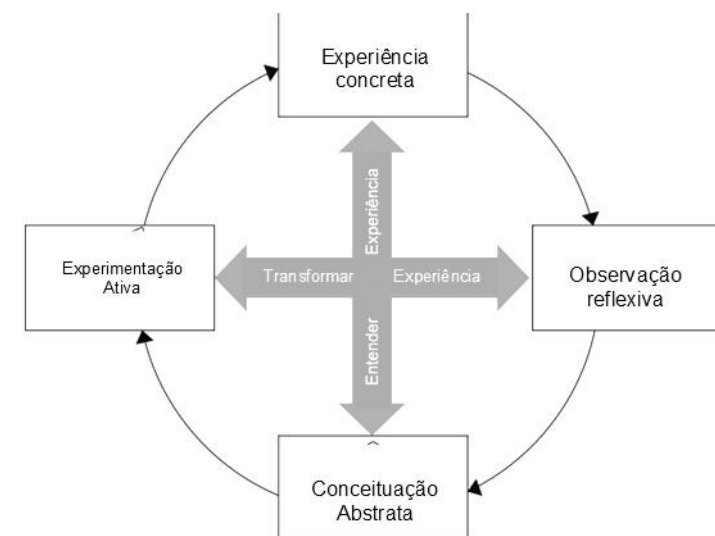 Experiência
concreta
Experiência
Experimentação
Ativa
Transformar
Experiência
Observação
reflexiva
Entender
Conceituação
Abstrata